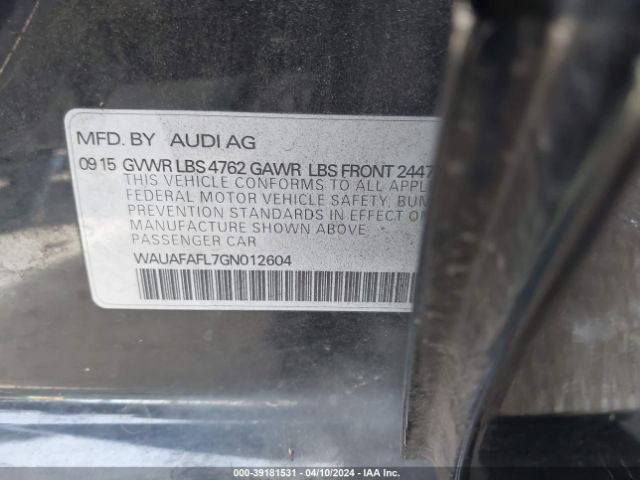 MFD. BY AUDI AG
09 15 GVWR LBS 4762 GAWR LBS FRONT 2447
THIS VEHICLE CONFORMS TO ALL APPL
FEDERAL MOTOR VEHICLE SAFETY, BUM
PREVENTION STANDARDS IN EFFECT ON
MANUFACTURE SHOWN ABOVE.
PASSENGER CAR
WAUAFAFL7GN012604
000-39181531 - 04/10/2024 - IAA Inc.